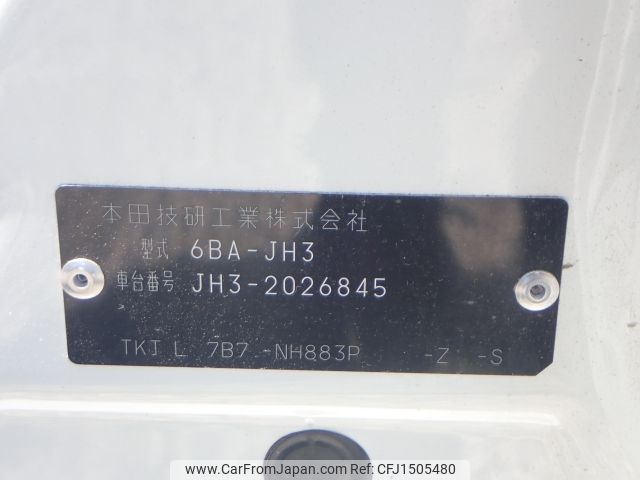 本田技研工業株式会社
型式 6BA-JH3
車台番号 JH3-2026845
TKJ L 7B7 -NH883P -Z -S
www.CarFromJapan.com | CFJ1505480